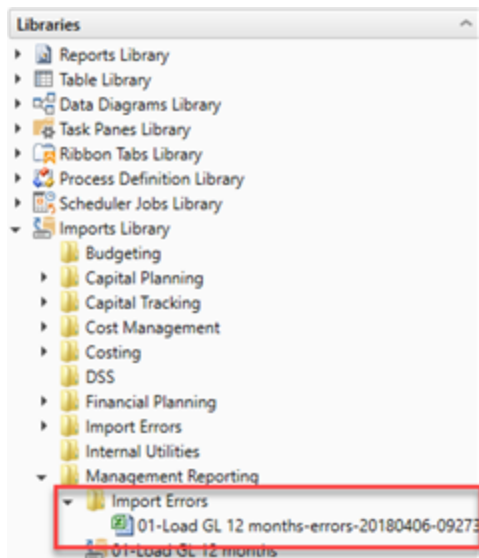 Libraries
Reports Library
Table Library
Data Diagrams Library
Task Panes Library
Ribbon Tabs Library
Process Definition Library
Scheduler Jobs Library
Imports Library
Budgeting
Capital Planning
Capital Tracking
Cost Management
Costing
DSS
Financial Planning
Import Errors
Internal Utilities
Management Reporting
Import Errors
01-Load GL 12 months-errors-20180406-09273
01-Load GL 12 months